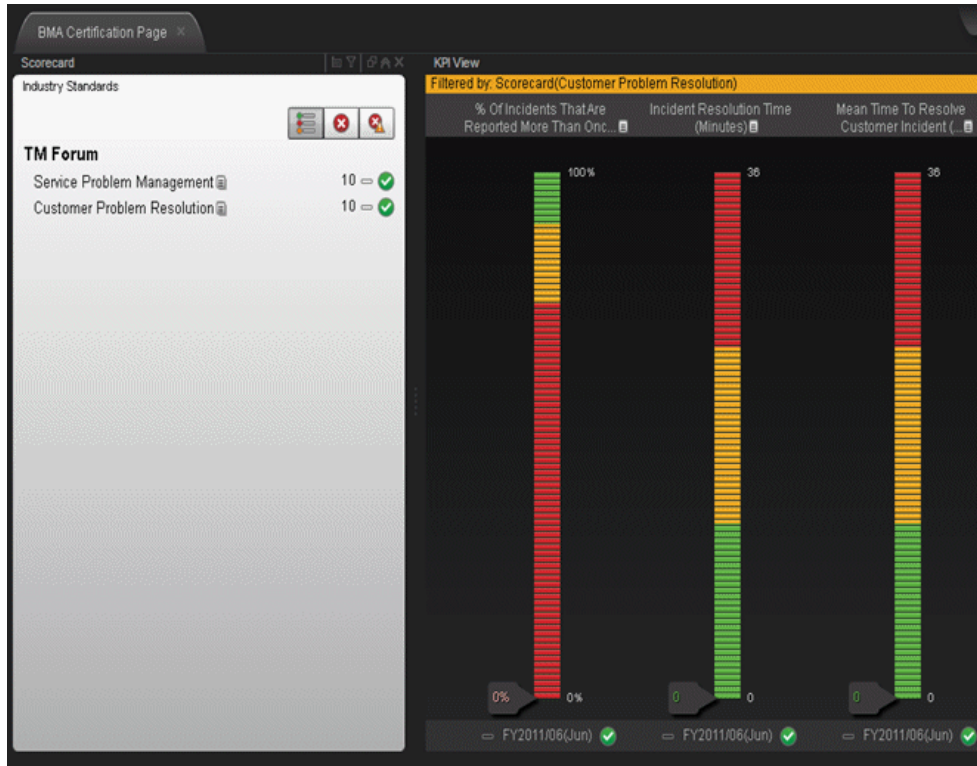 BMA Certification Page
Scorecard
Industry Standards
TM Forum
Service Problem Management 10
Customer Problem Resolution 10
KPI View
Filtered by: Scorecard(Customer Problem Resolution)
% Of Incidents ThatAre
Reported More Than Onc...
Incident Resolution Time
(Minutes)
Mean Time To Resolve
Customer Incident (...
100% 36 36
0% 0% 0 0 0 0
FY2011/06(Jun) FY2011/06(Jun) FY2011/06(Jun)